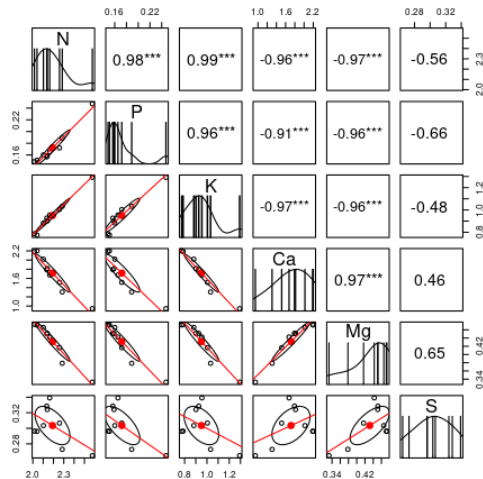 0.16 0.22 1.0 1.4 1.8 2.2 0.28 0.32
N 0.98*** 0.99*** -0.96*** -0.97*** -0.56 2.0 2.3
0.16 0.22 P 0.96*** -0.91*** -0.96*** -0.66
K -0.97*** -0.96*** -0.48 0.8 1.0 1.2
1.0 1.6 2.2 Ca 0.97*** 0.46
Mg 0.65 0.34 0.42
0.28 0.32 S
2.0 2.3 0.8 1.0 1.2 0.34 0.42